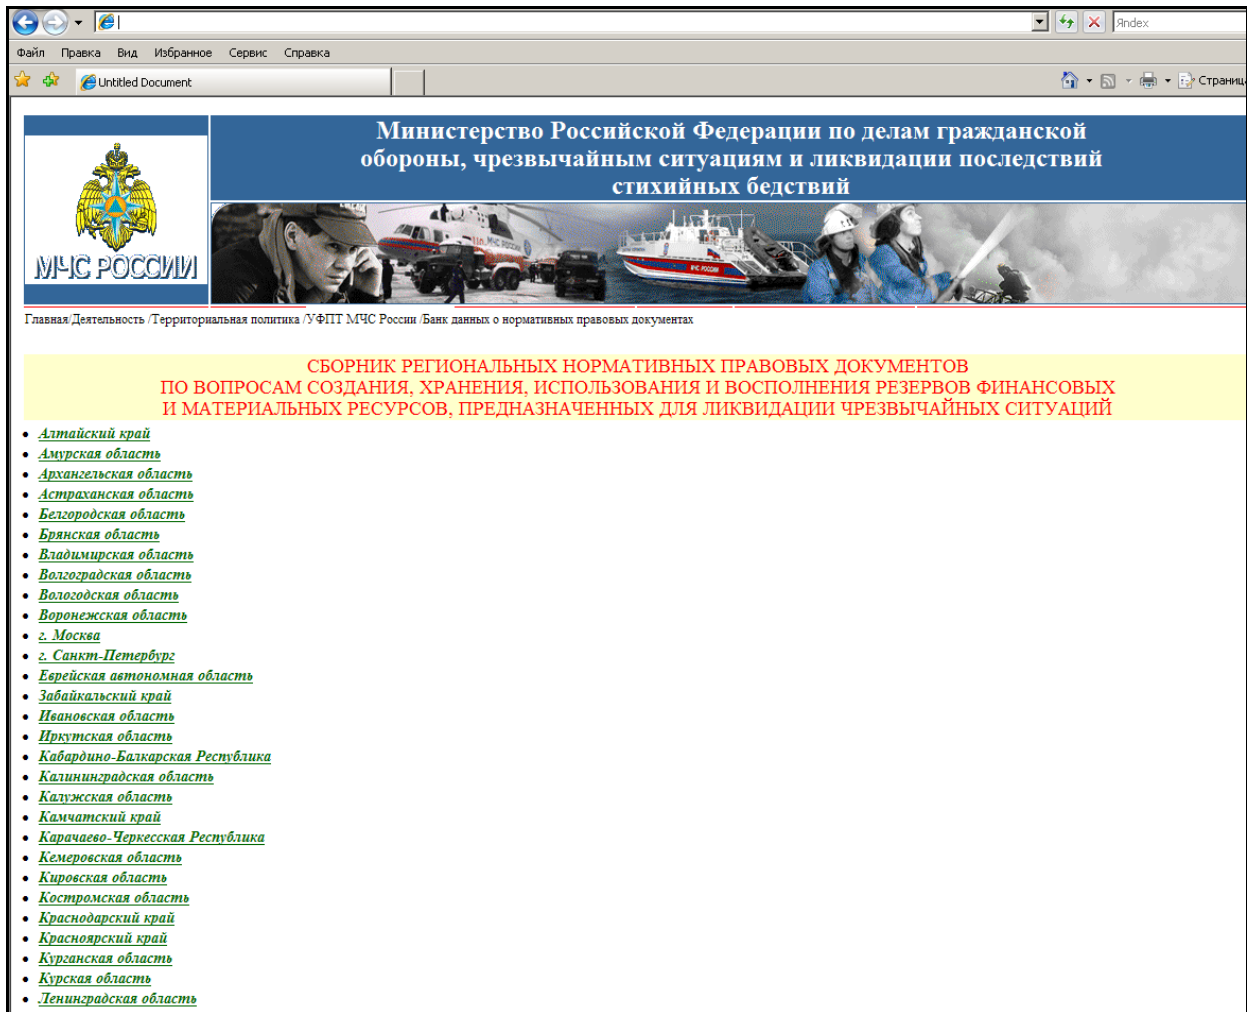 Яndex
Файл Правка Вид Избранное Сервис Справка
Untitled Document
Министерство Российской Федерации по делам гражданской
обороны, чрезвычайным ситуациям и ликвидации последствий
стихийных бедствий
МЧС РОССИИ
Главная/Деятельность /Территориальная политика /УФПТ МЧС России /Банк данных о нормативных правовых документах
СБОРНИК РЕГИОНАЛЬНЫХ НОРМАТИВНЫХ ПРАВОВЫХ ДОКУМЕНТОВ
ПО ВОПРОСАМ СОЗДАНИЯ, ХРАНЕНИЯ, ИСПОЛЬЗОВАНИЯ И ВОСПОЛНЕНИЯ РЕЗЕРВОВ ФИНАНСОВЫХ
И МАТЕРИАЛЬНЫХ РЕСУРСОВ, ПРЕДНАЗНАЧЕННЫХ ДЛЯ ЛИКВИДАЦИИ ЧРЕЗВЫЧАЙНЫХ СИТУАЦИЙ
Алтайский край
Амурская область
Архангельская область
Астраханская область
Белгородская область
Брянская область
Владимирская область
Волгоградская область
Вологодская область
Воронежская область
г. Москва
г. Санкт-Петербург
Еврейская автономная область
Забайкальский край
Ивановская область
Иркутская область
Кабардино-Балкарская Республика
Калининградская область
Калужская область
Камчатский край
Карачаево-Черкесская Республика
Кемеровская область
Кировская область
Костромская область
Краснодарский край
Красноярский край
Курганская область
Курская область
Ленинградская область